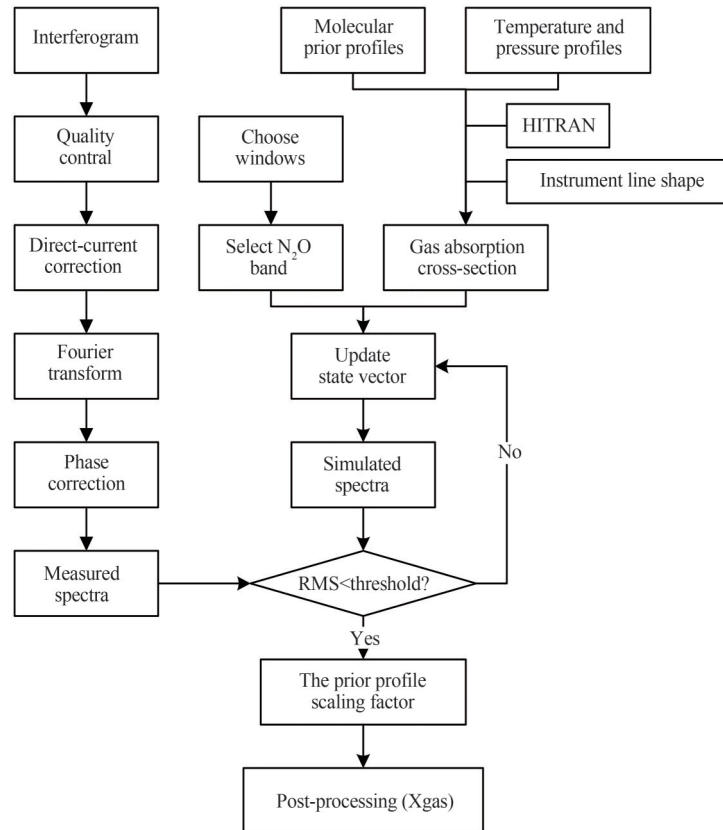 Interferogram
Quality
contral
Direct-current
correction
Fourier
transform
Phase
correction
Measured
spectra
Choose
windows
Select N₂O
band
Molecular
prior profiles
Temperature and
pressure profiles
HITRAN
Instrument line shape
Gas absorption
cross-section
Update
state vector
Simulated
spectra
No
RMS<threshold?
Yes
The prior profile
scaling factor
Post-processing (Xgas)